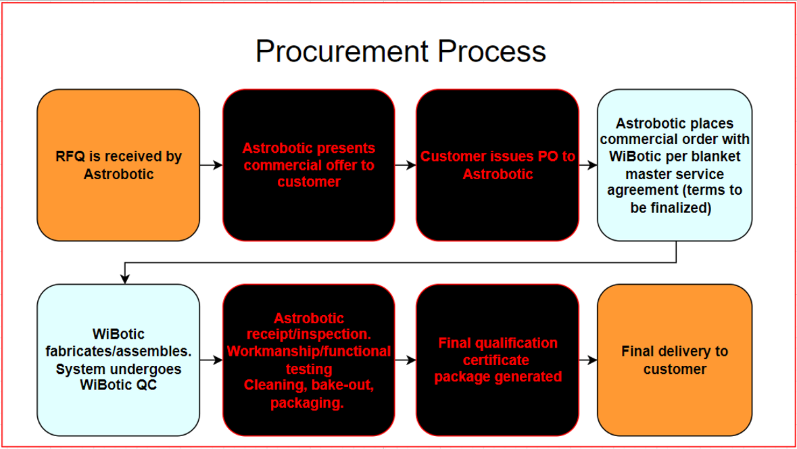 Procurement Process
RFQ is received by
Astrobotic
Astrobotic presents
commercial offer to
customer
Customer issues PO to
Astrobotic
Astrobotic places
commercial order with
WiBotic per blanket
master service
agreement (terms to
be finalized)
WiBotic
fabricates/assembles.
System undergoes
WiBotic QC
Astrobotic
receipt/inspection.
Workmanship/functional
testing
Cleaning, bake-out,
packaging.
Final qualification
certificate
package generated
Final delivery to
customer